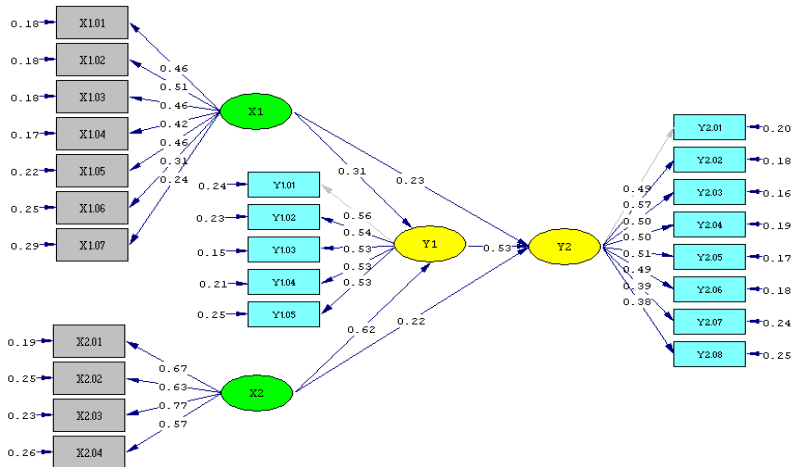 0.18 X1.01
0.18 X1.02
0.18 X1.03
0.17 X1.04
0.22 X1.05
0.25 X1.06
0.29 X1.07
0.46
0.51
0.46
0.42
0.46
0.31
0.24
X1
0.31
0.23
0.24 Y1.01
0.23 Y1.02
0.15 Y1.03
0.21 Y1.04
0.25 Y1.05
0.56
0.54
0.53
0.53
0.53
Y1
0.53
Y2
0.62
0.22
0.49
0.57
0.50
0.50
0.51
0.49
0.39
0.38
Y2.01 0.20
Y2.02 0.18
Y2.03 0.16
Y2.04 0.19
Y2.05 0.17
Y2.06 0.18
Y2.07 0.24
Y2.08 0.25
0.19 X2.01
0.25 X2.02
0.23 X2.03
0.26 X2.04
0.67
0.63
0.77
0.57
X2